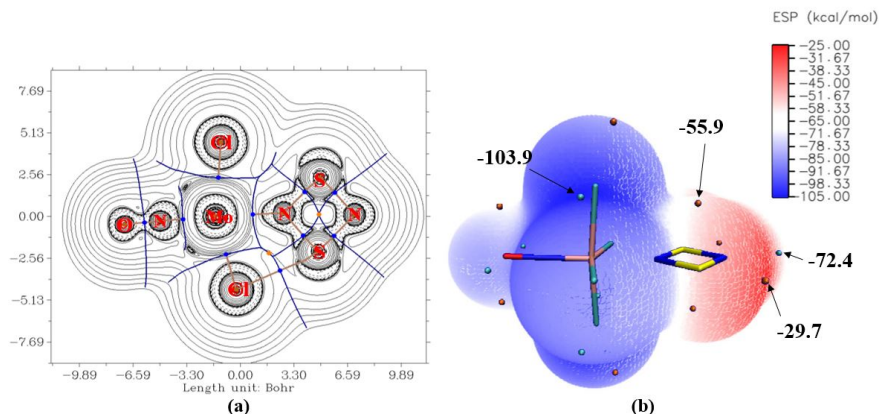 ESP (kcal/mol)
-25.00
-31.67
-38.33
-45.00
-51.67
-58.33
-65.00
-71.67
-78.33
-85.00
-91.67
-98.33
-105.00
7.69
5.13
2.56
0.00
-2.56
-5.13
-7.69
-9.89
-6.59
-3.30
0.00
3.30
6.59
9.89
Length unit: Bohr
Cl
S
O
N
Mo
N
N
S
Cl
(a)
-55.9
-103.9
-72.4
-29.7
(b)